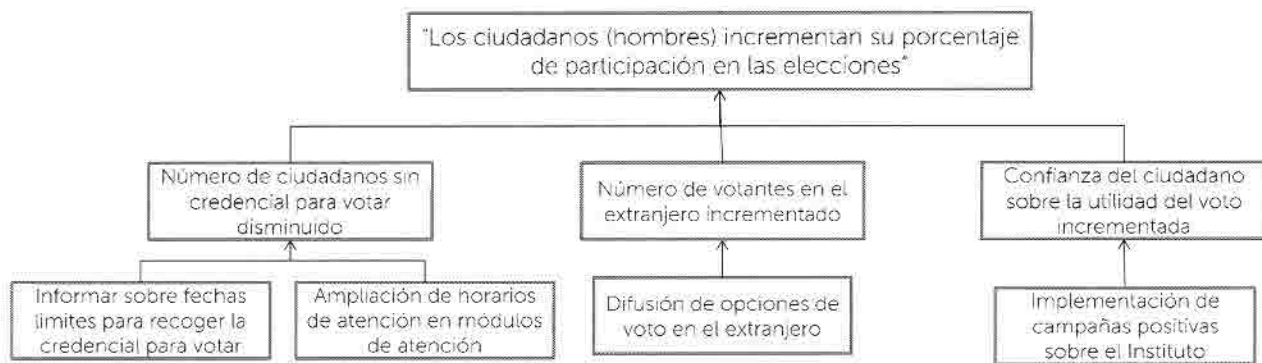 "Los ciudadanos (hombres) incrementan su porcentaje
de participación en las elecciones"
Número de ciudadanos sin
credencial para votar
disminuido
Número de votantes en el
extranjero incrementado
Confianza del ciudadano
sobre la utilidad del voto
incrementada
Informar sobre fechas
limites para recoger la
credencial para votar
Ampliación de horarios
de atención en módulos
de atención
Difusión de opciones de
voto en el extranjero
Implementación de
campañas positivas
sobre el Instituto